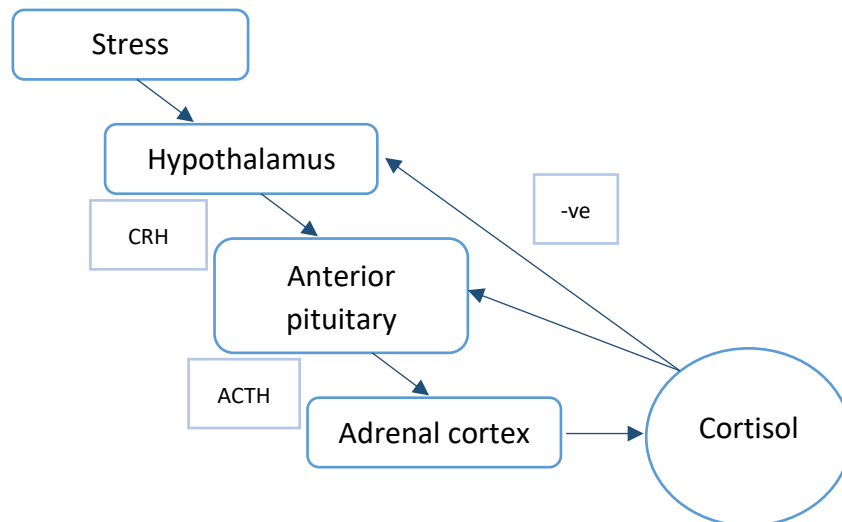 Stress
Hypothalamus
-ve
CRH
Anterior
pituitary
ACTH
Adrenal cortex
Cortisol